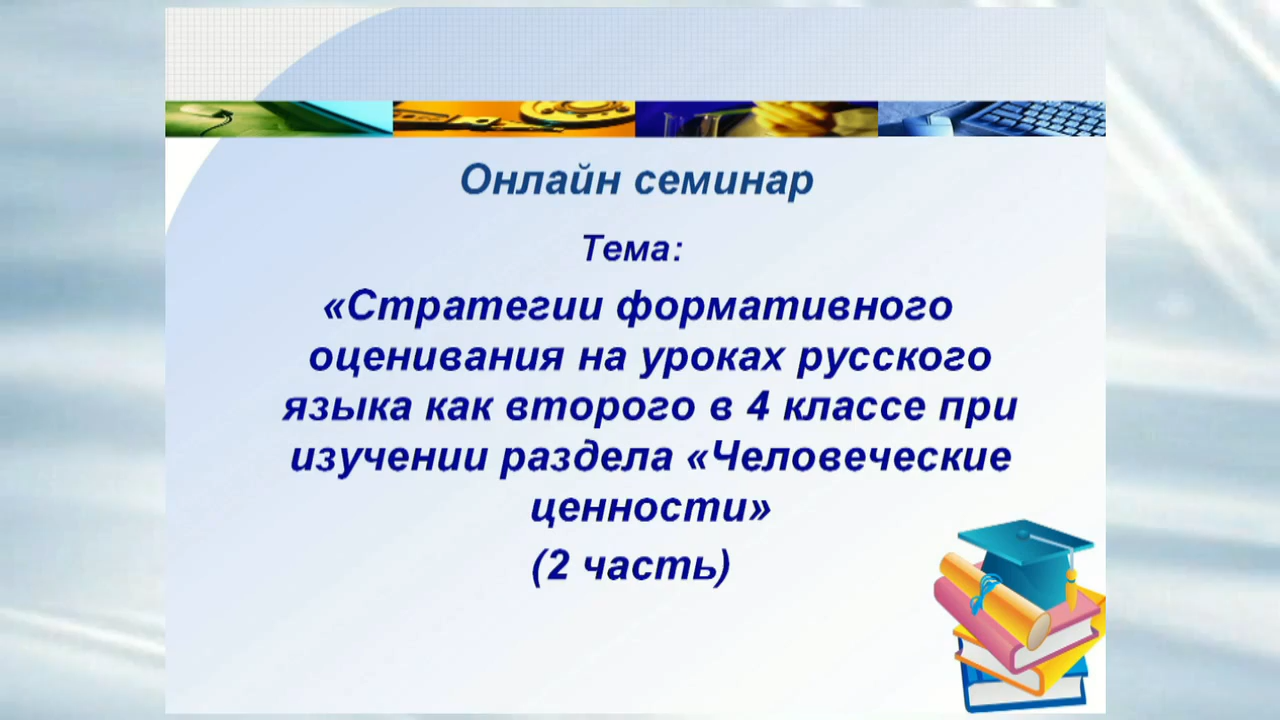 Онлайн семинар
Тема:
«Стратегии формативного
оценивания на уроках русского
языка как второго в 4 классе при
изучении раздела «Человеческие
ценности»
(2 часть)